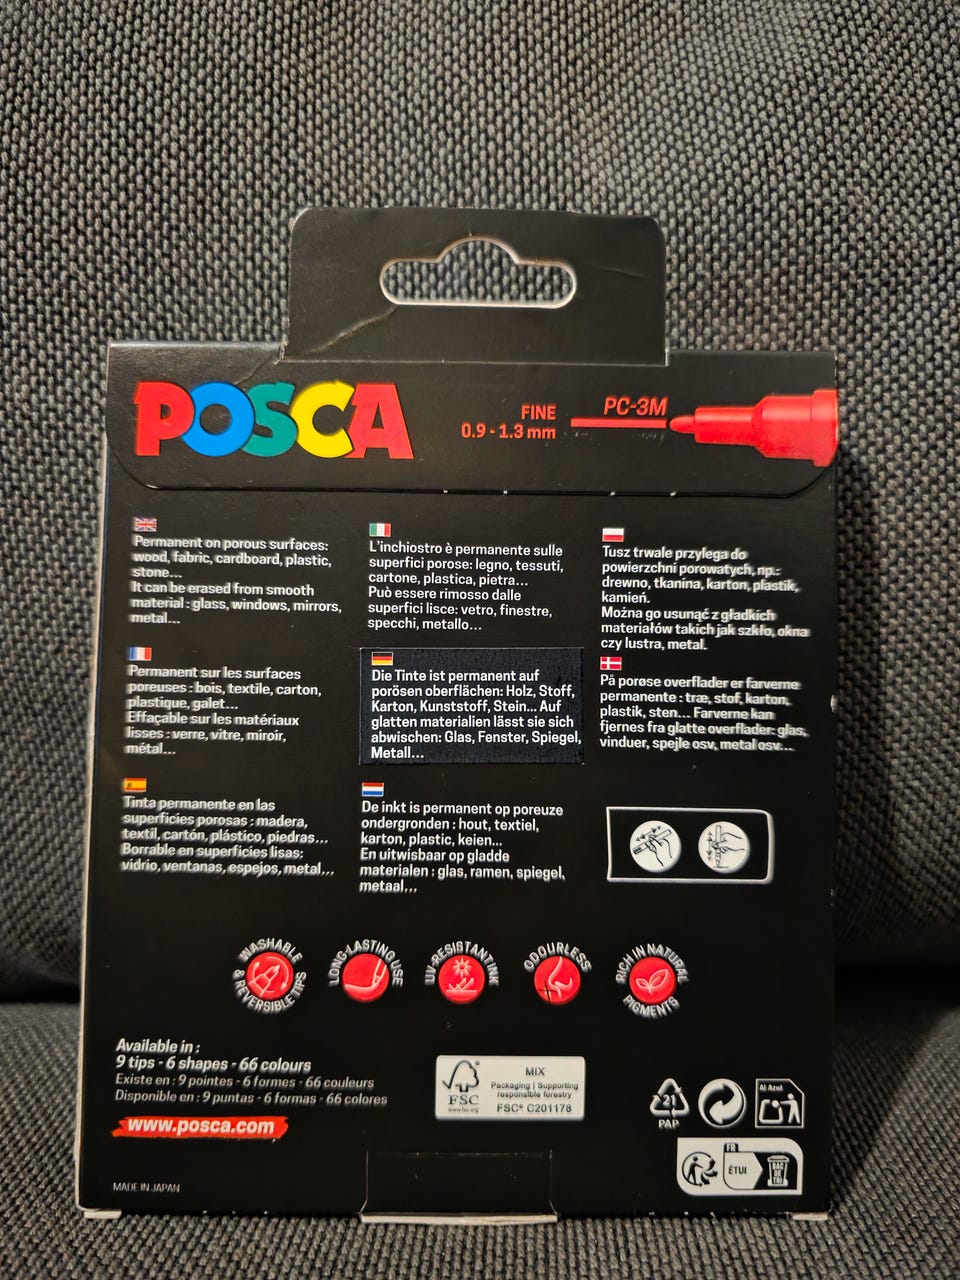 POSCA
FINE
0.9 - 1.3 mm
PC-3M
Permanent on porous surfaces:
wood, fabric, cardboard, plastic,
stone...
It can be erased from smooth
material : glass, windows, mirrors,
metal...
L'inchiostro è permanente sulle
superfici porose: legno, tessuti,
cartone, plastica, pietra...
Può essere rimosso dalle
superfici lisce: vetro, finestre,
specchi, metallo...
Tusz trwale przylega do
powierzchni porowatych, np.:
drewno, tkanina, karton, plastik,
kamień.
Można go usunąć z gładkich
materiałów takich jak szkło, okna
czy lustra, metal.
Permanent sur les surfaces
poreuses : bois, textile, carton,
plastique, galet...
Effaçable sur les matériaux
lisses : verre, vitre, miroir,
métal...
Die Tinte ist permanent auf
porösen oberflächen: Holz, Stoff,
Karton, Kunststoff, Stein... Auf
glatten materialien lässt sie sich
abwischen: Glas, Fenster, Spiegel,
Metall...
På porøse overflader er farverne
permanente : træ, stof, karton,
plastik, sten... Farverne kan
fjernes fra glatte overflader: glas,
vinduer, spejle osv, metal osv...
Tinta permanente en las
superficies porosas : madera,
textil, cartón, plástico, piedras...
Borrable en superficies lisas:
vidrio, ventanas, espejos, metal...
De inkt is permanent op poreuze
ondergronden : hout, textiel,
karton, plastic, keien...
En uitwisbaar op gladde
materialen : glas, ramen, spiegel,
metaal...
WASHABLE
& REVERSIBLE TIPS
LONG-LASTING USE
UV-RESISTANT INK
ODOURLESS
RICH IN NATURAL
PIGMENTS
Available in :
9 tips - 6 shapes - 66 colours
Existe en : 9 pointes - 6 formes - 66 couleurs
Disponible en : 9 puntas - 6 formas - 66 colores
www.posca.com
MADE IN JAPAN
FSC
www.fsc.org
MIX
Packaging | Supporting
responsible forestry
FSC® C201178
21
PAP
Al Azul
FR
ÉTUI
BAC
DE
TRI